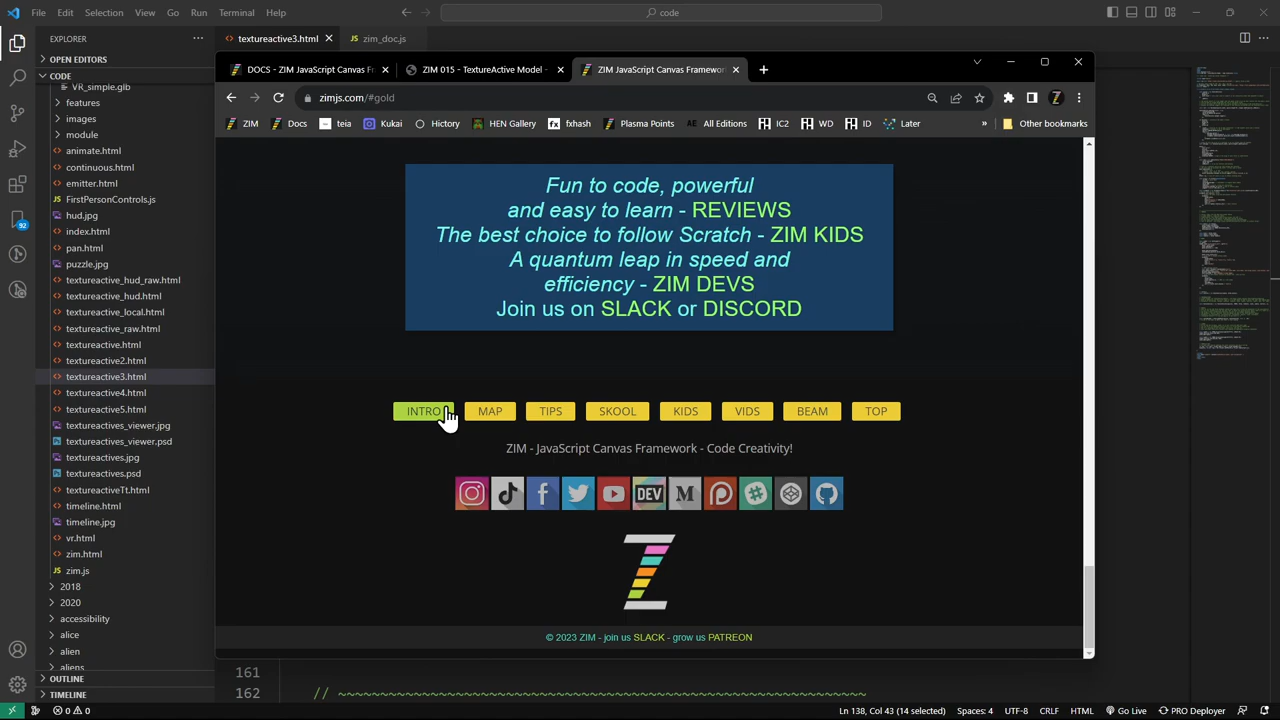 File Edit Selection View Go Run Terminal Help
code
EXPLORER
textureactive3.html
zim_doc.js
OPEN EDITORS
CODE
VR_simple.glb
features
images
module
animate.html
continuous.html
emitter.html
FirstPersonControls.js
hud.jpg
index.html
pan.html
puzzle.jpg
textureactive_hud_raw.html
textureactive_hud.html
textureactive_local.html
textureactive_raw.html
textureactive.html
textureactive2.html
textureactive3.html
textureactive4.html
textureactive5.html
textureactives_viewer.jpg
textureactives_viewer.psd
textureactives.jpg
textureactives.psd
textureactiveTt.html
timeline.html
timeline.jpg
vr.html
zim.html
zim.js
2018
2020
accessibility
alice
alien
aliens
OUTLINE
TIMELINE
92
DOCS - ZIM JavaScript Canvas F
ZIM 015 - TextureActive Model -
ZIM JavaScript Canvas Framewor
zimjs.com/#gold
ZIM Docs teia Kukai History HEN History fxhash Plasma Points AE All Editions ICS WD ID Later » Other bookmarks
Fun to code, powerful
and easy to learn - REVIEWS
The best choice to follow Scratch - ZIM KIDS
A quantum leap in speed and
efficiency - ZIM DEVS
Join us on SLACK or DISCORD
INTRO MAP TIPS SKOOL KIDS VIDS BEAM TOP
ZIM - JavaScript Canvas Framework - Code Creativity!
DEV
© 2023 ZIM - join us SLACK - grow us PATREON
161
162 // ~~~~~~~~~~~~~~~~~~~~~~~~~~~~~~~~~~~~~~~~~~~~~~~~~~~~~~~~~~
0 0 Ln 138, Col 43 (14 selected) Spaces: 4 UTF-8 CRLF HTML Go Live PRO Deployer